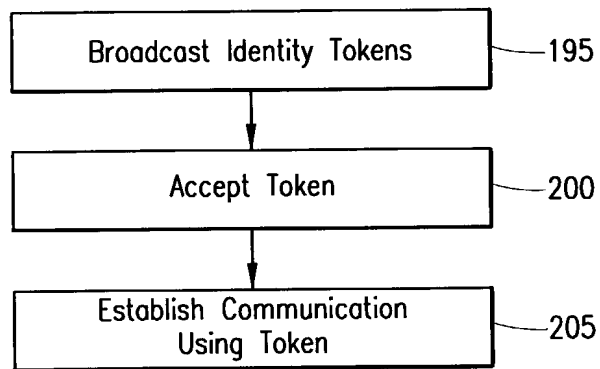 Broadcast Identity Tokens
195
Accept Token
200
Establish Communication
Using Token
205